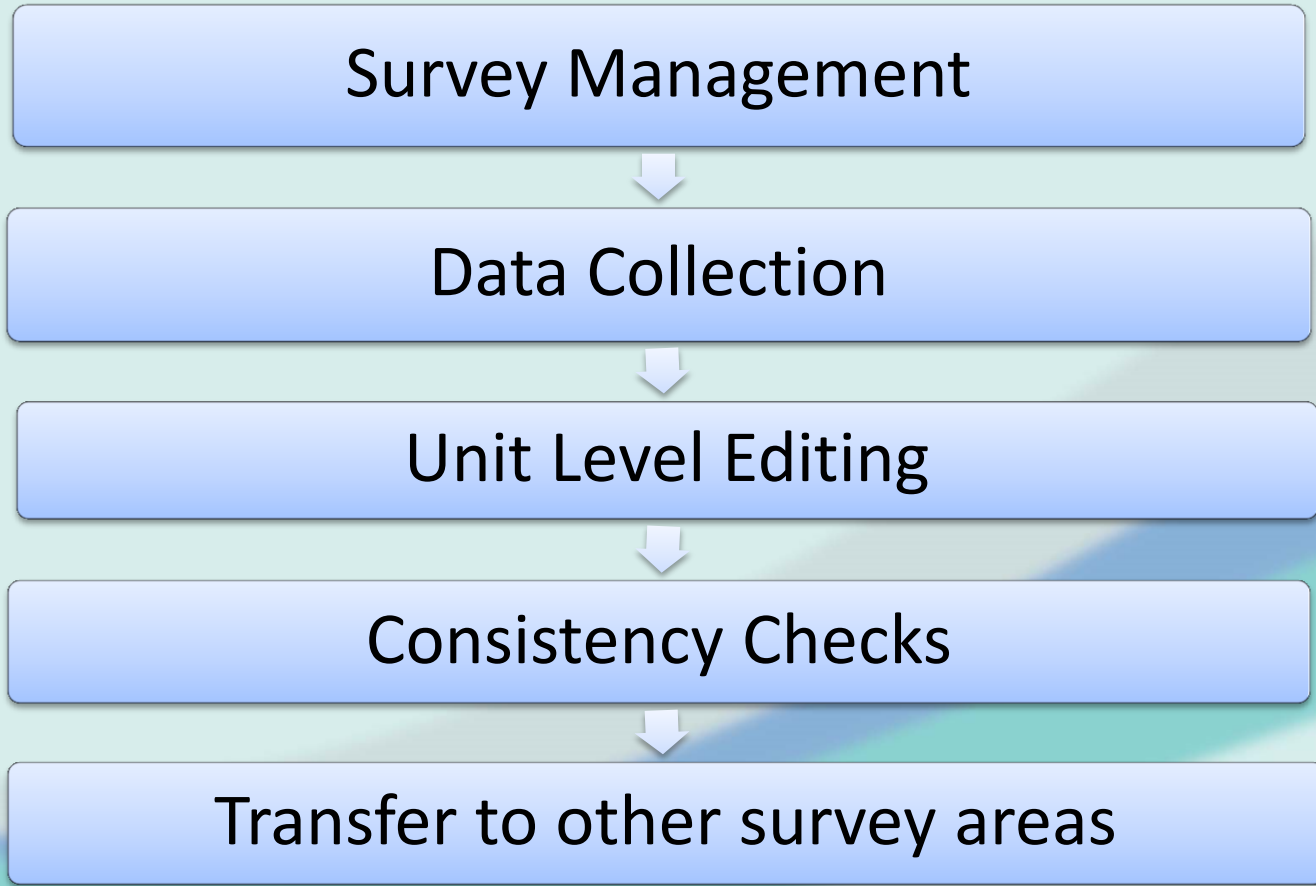 Survey Management
Data Collection
Unit Level Editing
Consistency Checks
Transfer to other survey areas